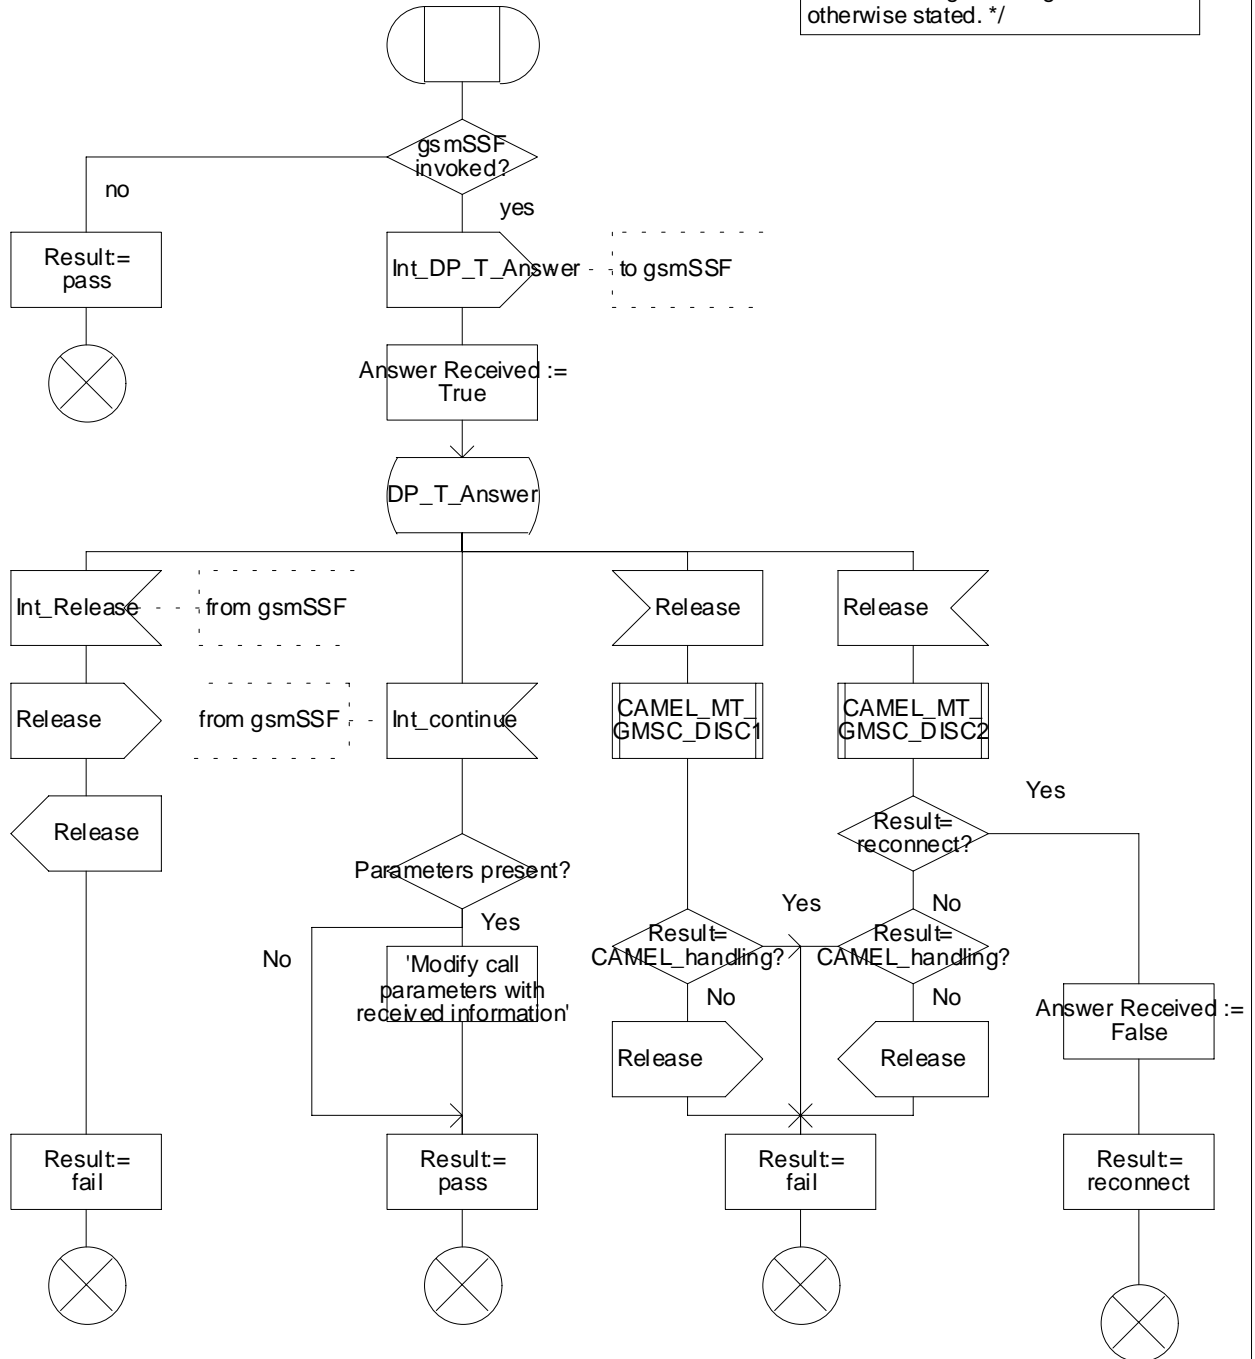 otherwise stated. */
gsmSSF
invoked?
no
yes
Result:=
pass
Int_DP_T_Answer
to gsmSSF
Answer Received :=
True
DP_T_Answer
Int_Release
from gsmSSF
Release
Release
Release
from gsmSSF
Int_continue
CAMEL_MT_
GMSC_DISC1
CAMEL_MT_
GMSC_DISC2
Yes
Release
Result=
reconnect?
Parameters present?
Yes
No
Yes
No
Result=
CAMEL_handling?
Result=
CAMEL_handling?
'Modify call
parameters with
received information'
No
No
Answer Received :=
False
Release
Release
Result:=
fail
Result:=
pass
Result:=
fail
Result:=
reconnect